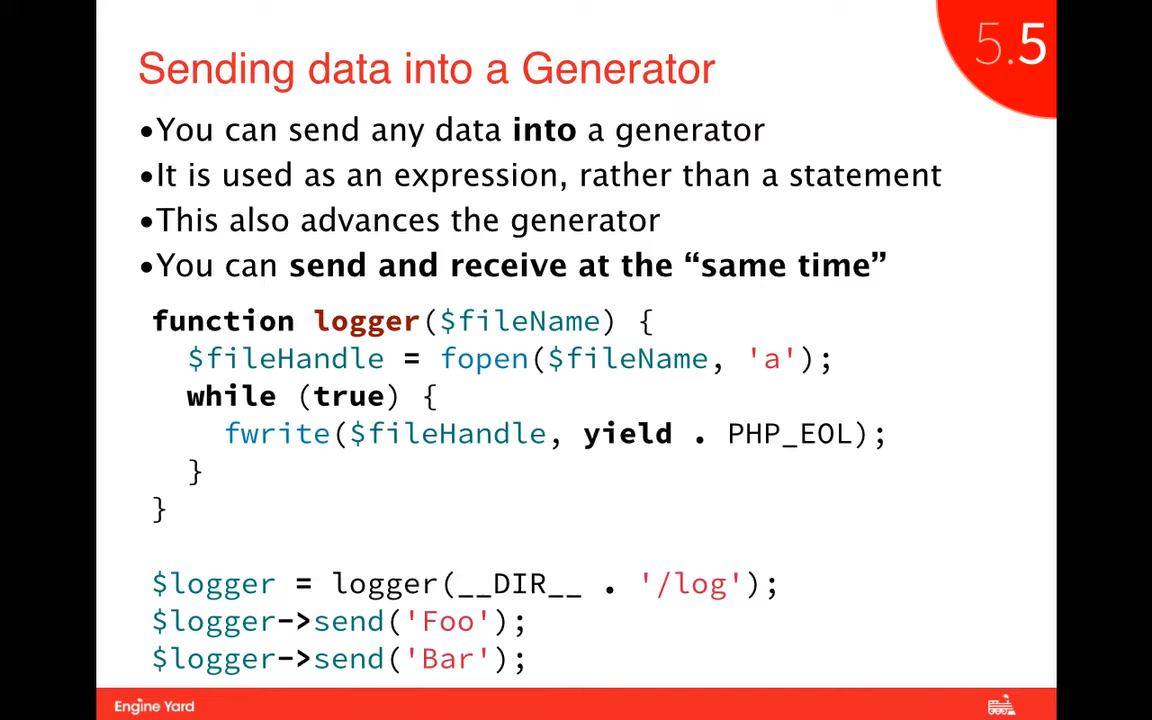 5.5
Sending data into a Generator
•You can send any data into a generator
•It is used as an expression, rather than a statement
•This also advances the generator
•You can send and receive at the “same time”
function logger($fileName) {
  $fileHandle = fopen($fileName, 'a');
  while (true) {
    fwrite($fileHandle, yield . PHP_EOL);
  }
}
$logger = logger(__DIR__ . '/log');
$logger->send('Foo');
$logger->send('Bar');
Engine Yard